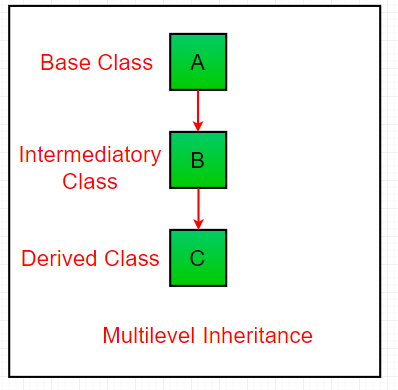 Base Class A
Intermediatory
Class
B
Derived Class C
Multilevel Inheritance